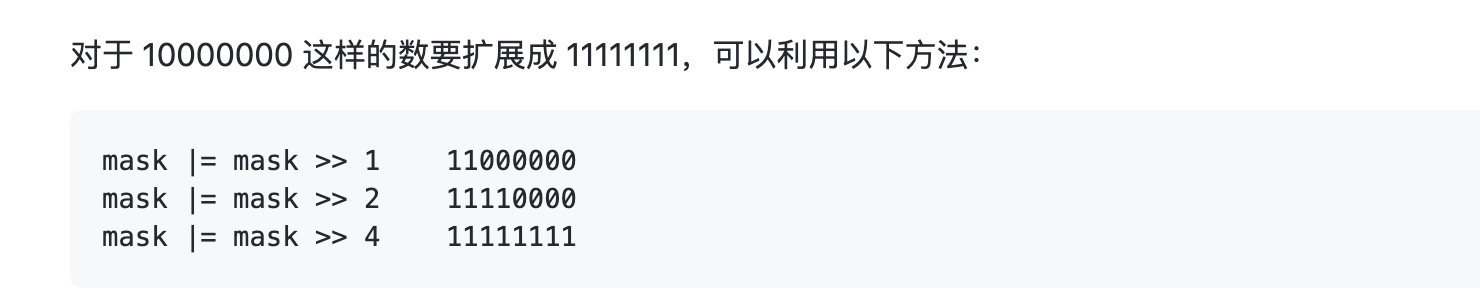 对于 10000000 这样的数要扩展成 11111111，可以利用以下方法：
mask |= mask >> 1    11000000
mask |= mask >> 2    11110000
mask |= mask >> 4    11111111